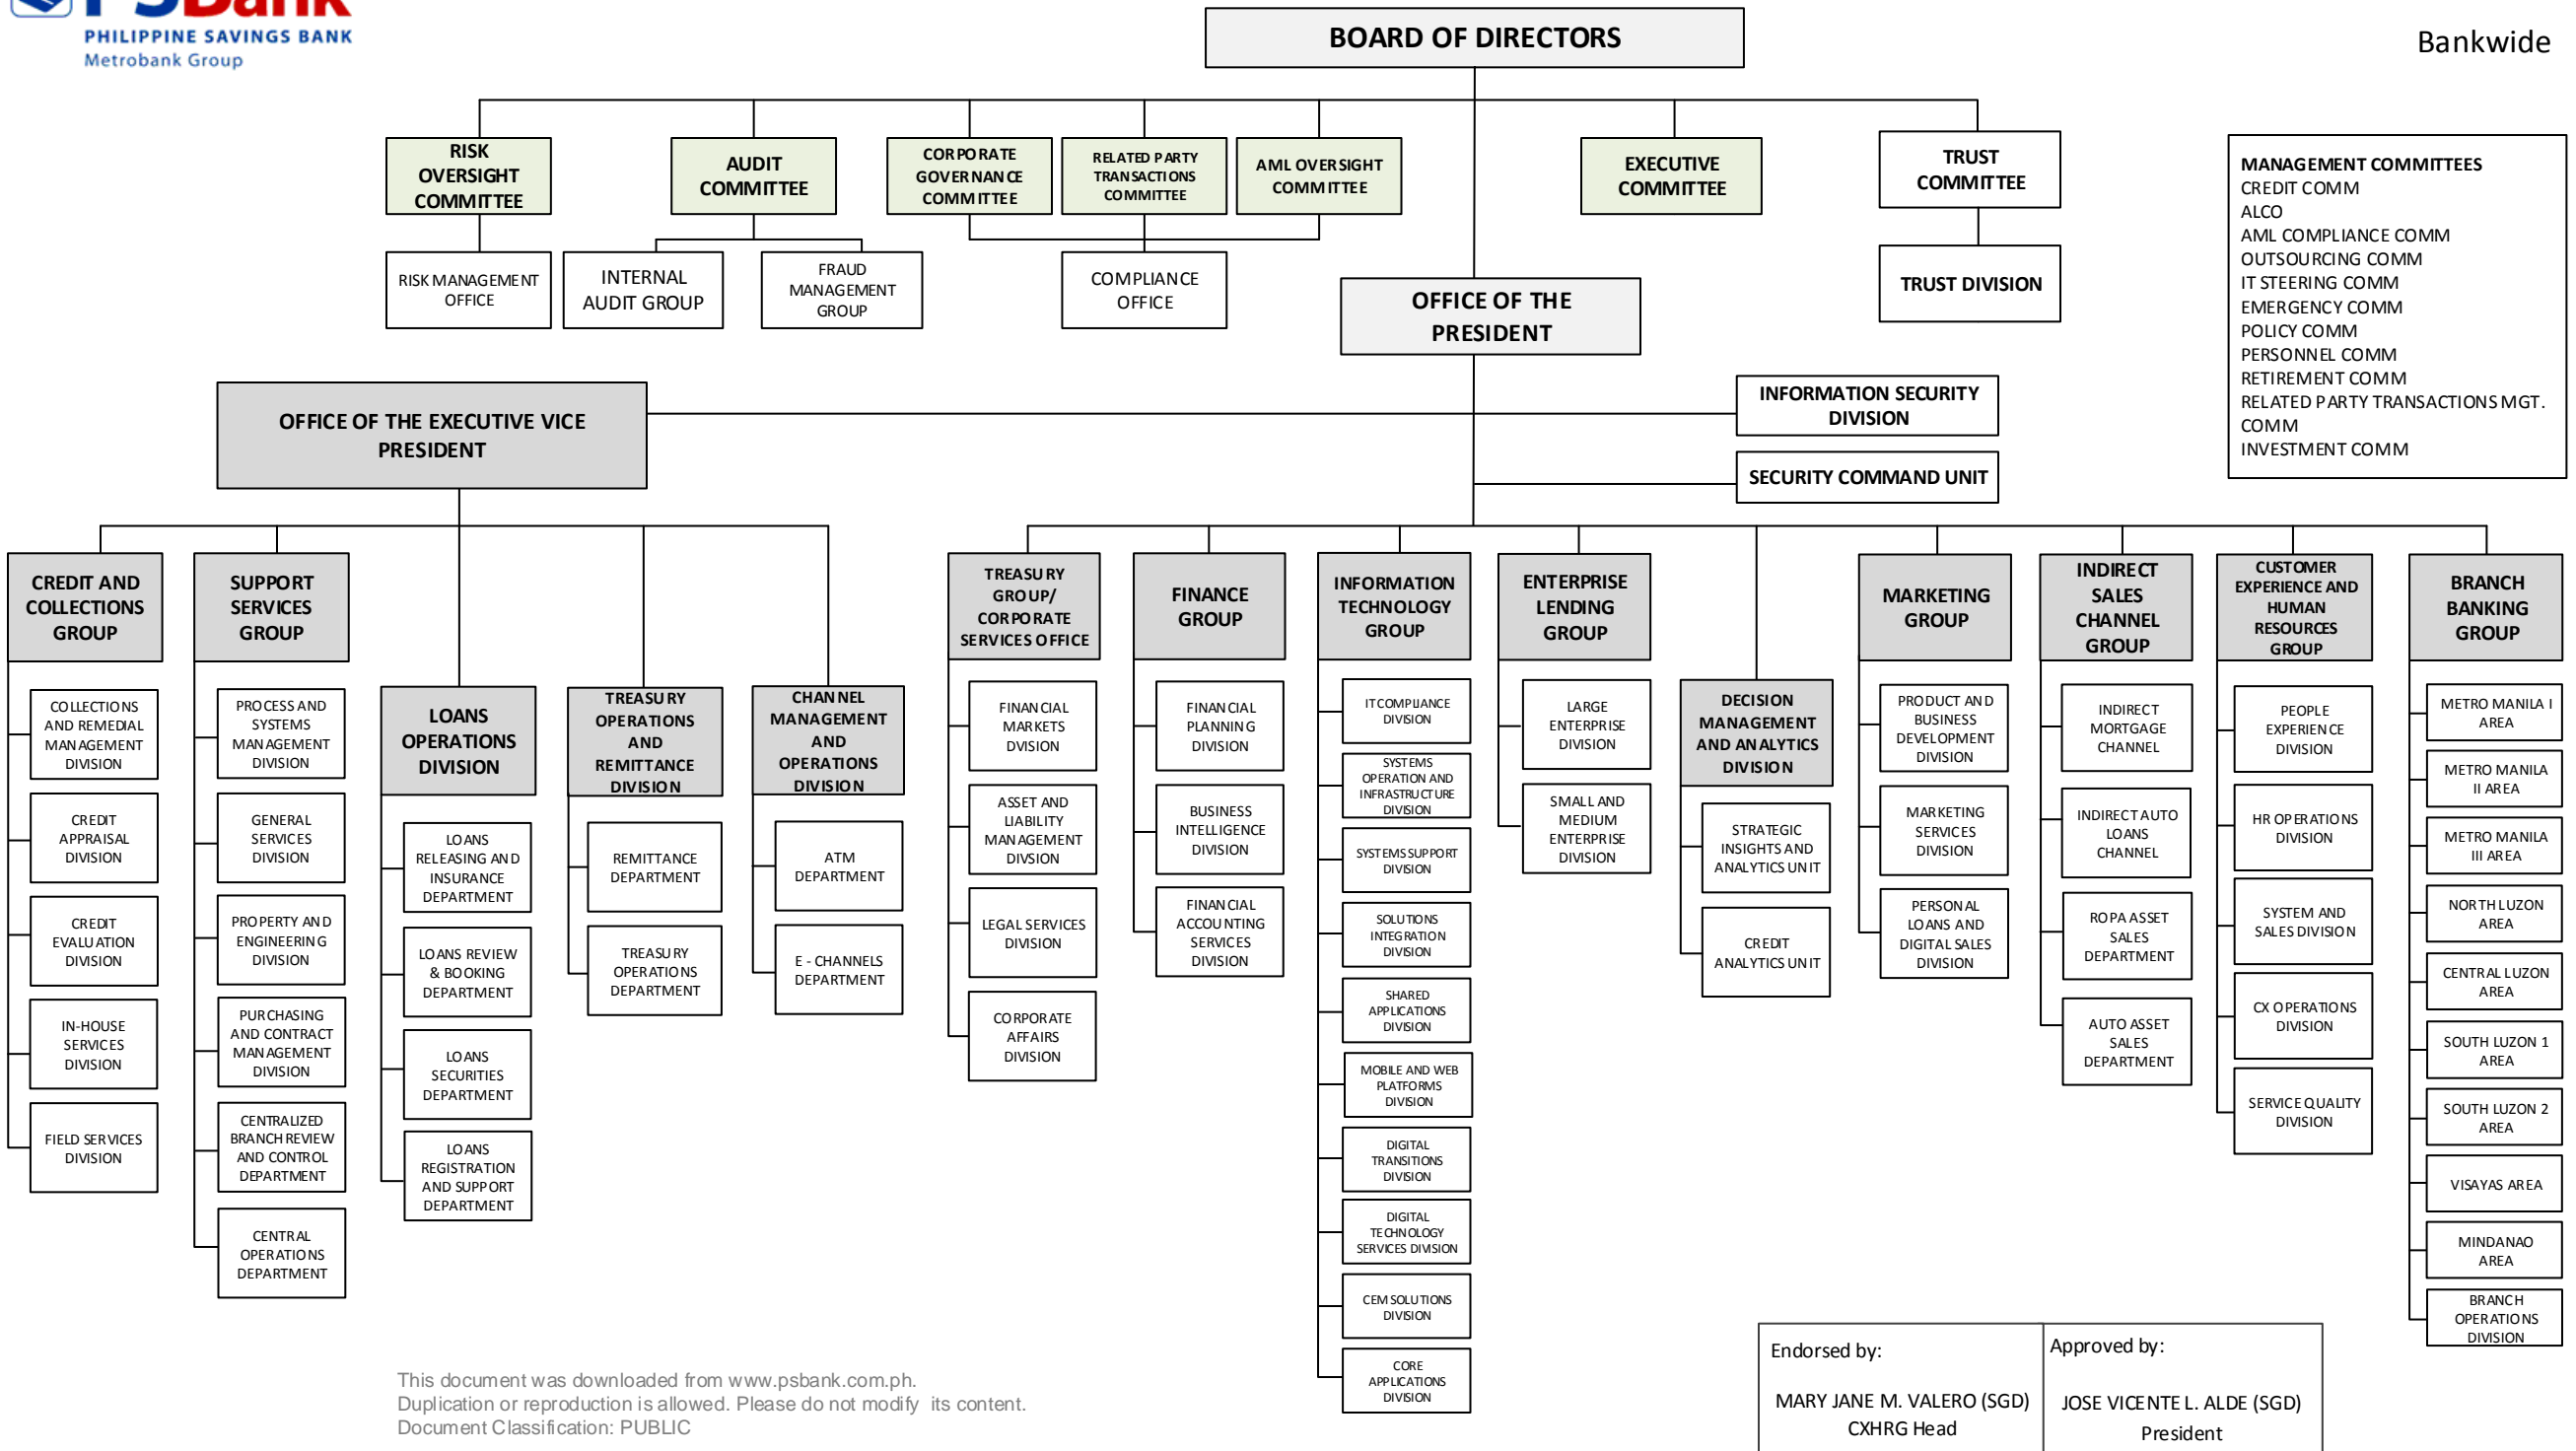 PSBank
PHILIPPINE SAVINGS BANK
Metrobank Group
BOARD OF DIRECTORS
Bankwide
RISK
OVERSIGHT
COMMITTEE
AUDIT
COMMITTEE
CORPORATE
GOVERNANCE
COMMITTEE
RELATED PARTY
TRANSACTIONS
COMMITTEE
AML OVERSIGHT
COMMITTEE
EXECUTIVE
COMMITTEE
TRUST
COMMITTEE
MANAGEMENT COMMITTEES
CREDIT COMM
ALCO
AML COMPLIANCE COMM
OUTSOURCING COMM
IT STEERING COMM
EMERGENCY COMM
POLICY COMM
PERSONNEL COMM
RETIREMENT COMM
RELATED PARTY TRANSACTIONS MGT.
COMM
INVESTMENT COMM
RISK MANAGEMENT
OFFICE
INTERNAL
AUDIT GROUP
FRAUD
MANAGEMENT
GROUP
COMPLIANCE
OFFICE
TRUST DIVISION
OFFICE OF THE
PRESIDENT
OFFICE OF THE EXECUTIVE VICE
PRESIDENT
INFORMATION SECURITY
DIVISION
SECURITY COMMAND UNIT
CREDIT AND
COLLECTIONS
GROUP
COLLECTIONS
AND REMEDIAL
MANAGEMENT
DIVISION
CREDIT
APPRAISAL
DIVISION
CREDIT
EVALUATION
DIVISION
IN-HOUSE
SERVICES
DIVISION
FIELD SERVICES
DIVISION
SUPPORT
SERVICES
GROUP
PROCESS AND
SYSTEMS
MANAGEMENT
DIVISION
GENERAL
SERVICES
DIVISION
PROPERTY AND
ENGINEERING
DIVISION
PURCHASING
AND CONTRACT
MANAGEMENT
DIVISION
CENTRALIZED
BRANCH REVIEW
AND CONTROL
DEPARTMENT
CENTRAL
OPERATIONS
DEPARTMENT
LOANS
OPERATIONS
DIVISION
LOANS
RELEASING AND
INSURANCE
DEPARTMENT
LOANS REVIEW
& BOOKING
DEPARTMENT
LOANS
SECURITIES
DEPARTMENT
LOANS
REGISTRATION
AND SUPPORT
DEPARTMENT
TREASURY
OPERATIONS
AND
REMITTANCE
DIVISION
REMITTANCE
DEPARTMENT
TREASURY
OPERATIONS
DEPARTMENT
CHANNEL
MANAGEMENT
AND
OPERATIONS
DIVISION
ATM
DEPARTMENT
E - CHANNELS
DEPARTMENT
TREASURY
GROUP/
CORPORATE
SERVICES OFFICE
FINANCIAL
MARKETS
DIVISION
ASSET AND
LIABILITY
MANAGEMENT
DIVSION
LEGAL SERVICES
DIVISION
CORPORATE
AFFAIRS
DIVISION
FINANCE
GROUP
FINANCIAL
PLANNING
DIVISION
BUSINESS
INTELLIGENCE
DIVISION
FINANCIAL
ACCOUNTING
SERVICES
DIVISION
INFORMATION
TECHNOLOGY
GROUP
IT COMPLIANCE
DIVISION
SYSTEMS
OPERATION AND
INFRASTRUCTURE
DIVISION
SYSTEMS SUPPORT
DIVISION
SOLUTIONS
INTEGRATION
DIVISION
SHARED
APPLICATIONS
DIVISION
MOBILE AND WEB
PLATFORMS
DIVISION
DIGITAL
TRANSITIONS
DIVISION
DIGITAL
TECHNOLOGY
SERVICES DIVISION
CEM SOLUTIONS
DIVISION
CORE
APPLICATIONS
DIVISION
ENTERPRISE
LENDING
GROUP
LARGE
ENTERPRISE
DIVISION
SMALL AND
MEDIUM
ENTERPRISE
DIVISION
DECISION
MANAGEMENT
AND ANALYTICS
DIVISION
STRATEGIC
INSIGHTS AND
ANALYTICS UNIT
CREDIT
ANALYTICS UNIT
MARKETING
GROUP
PRODUCT AND
BUSINESS
DEVELOPMENT
DIVISION
MARKETING
SERVICES
DIVISION
PERSONAL
LOANS AND
DIGITAL SALES
DIVISION
INDIRECT
SALES
CHANNEL
GROUP
INDIRECT
MORTGAGE
CHANNEL
INDIRECT AUTO
LOANS
CHANNEL
ROPA ASSET
SALES
DEPARTMENT
AUTO ASSET
SALES
DEPARTMENT
CUSTOMER
EXPERIENCE AND
HUMAN
RESOURCES
GROUP
PEOPLE
EXPERIENCE
DIVISION
HR OPERATIONS
DIVISION
SYSTEM AND
SALES DIVISION
CX OPERATIONS
DIVISION
SERVICE QUALITY
DIVISION
BRANCH
BANKING
GROUP
METRO MANILA I
AREA
METRO MANILA
II AREA
METRO MANILA
III AREA
NORTH LUZON
AREA
CENTRAL LUZON
AREA
SOUTH LUZON 1
AREA
SOUTH LUZON 2
AREA
VISAYAS AREA
MINDANAO
AREA
BRANCH
OPERATIONS
DIVISION
This document was downloaded from www.psbank.com.ph.
Duplication or reproduction is allowed. Please do not modify its content.
Document Classification: PUBLIC
Endorsed by:
MARY JANE M. VALERO (SGD)
CXHRG Head
Approved by:
JOSE VICENTE L. ALDE (SGD)
President